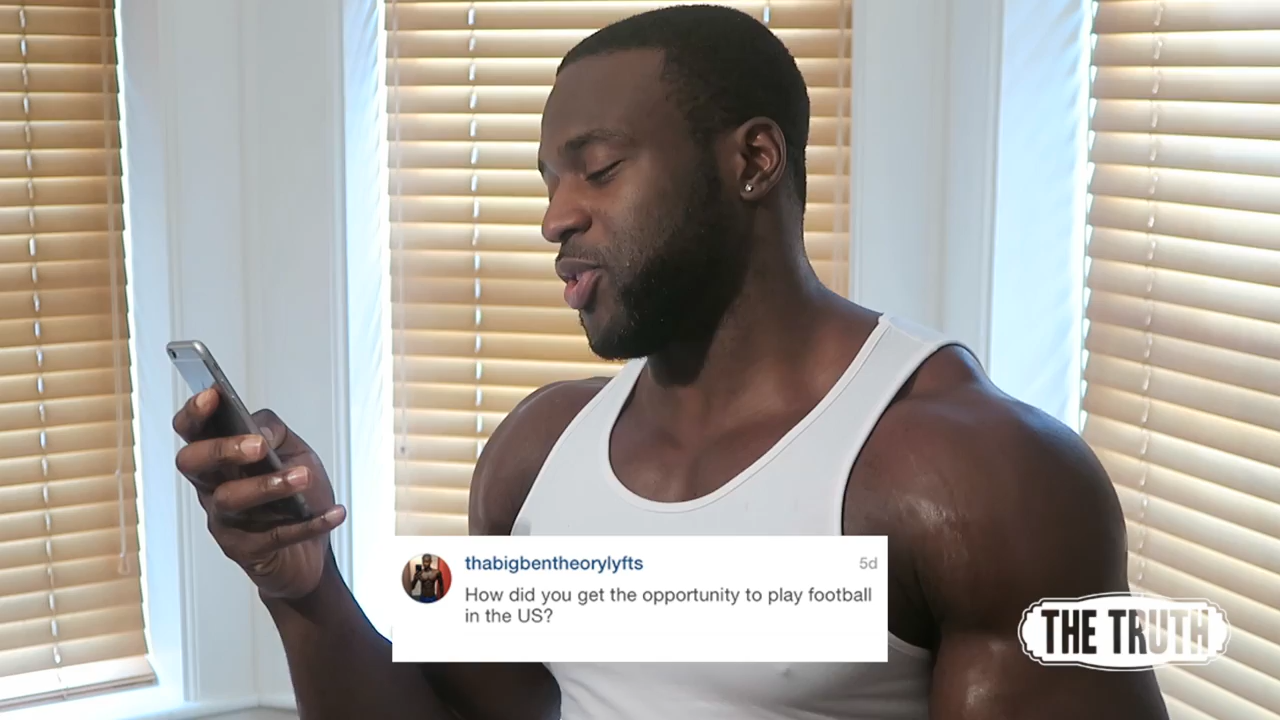 thabigbentheorylyfts
5d
How did you get the opportunity to play football
in the US?
THE TRUTH